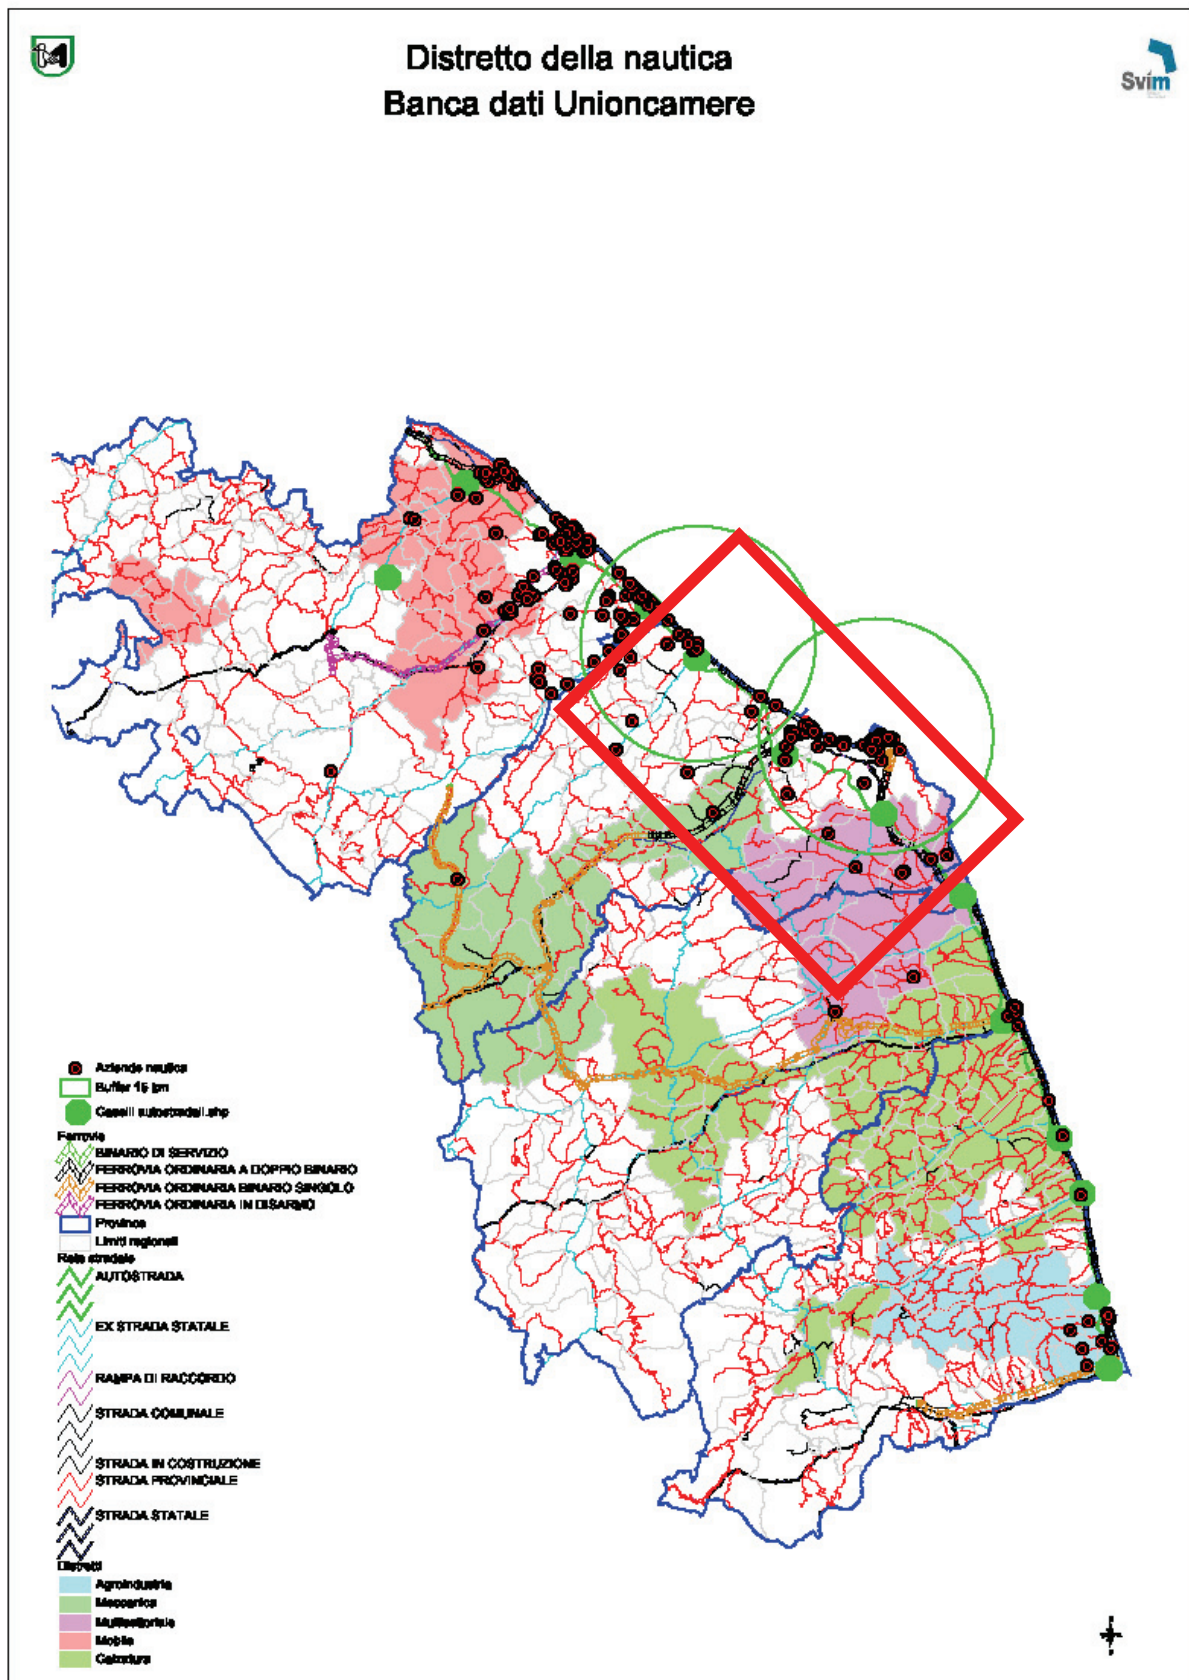 Distretto della nautica
Banca dati Unioncamere
Svim
Aziende nautica
Buffer 15 km
Caselli autostradali.shp
Ferrovie
BINARIO DI SERVIZIO
FERROVIA ORDINARIA A DOPPIO BINARIO
FERROVIA ORDINARIA BINARIO SINGOLO
FERROVIA ORDINARIA IN DISARMO
Province
Limiti regionali
Rete stradale
AUTOSTRADA
EX STRADA STATALE
RAMPA DI RACCORDO
STRADA COMUNALE
STRADA IN COSTRUZIONE
STRADA PROVINCIALE
STRADA STATALE
Distretti
Agroindustria
Meccanica
Multisettoriale
Mobile
Calzatura